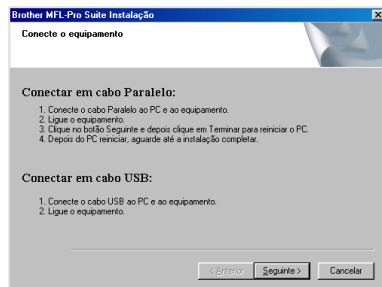 Brother MFL-Pro Suite Instalação
Conecte o equipamento
Conectar em cabo Paralelo:
1. Conecte o cabo Paralelo ao PC e ao equipamento.
2. Ligue o equipamento.
3. Clique no botão Seguinte e depois clique em Terminar para reiniciar o PC.
4. Depois do PC reiniciar, aguarde até a instalação completar.
Conectar em cabo USB:
1. Conecte o cabo USB ao PC e ao equipamento.
2. Ligue o equipamento.
< Anterior Seguinte > Cancelar